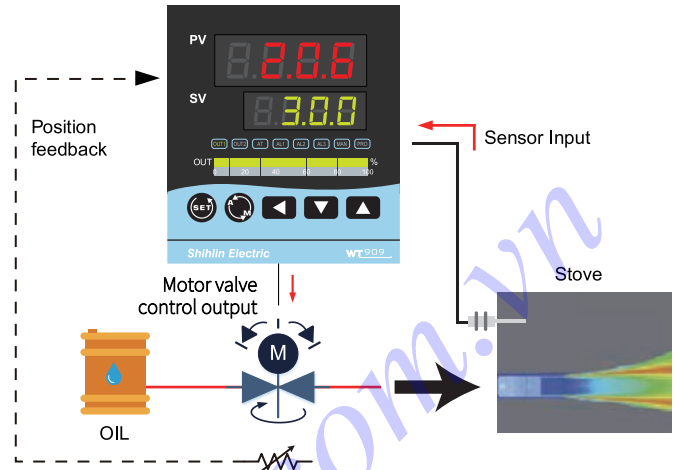 PV
2.0.6
SV
3.0.0
OUT1 OUT2 AT AL1 AL2 AL3 MAN PRO
OUT
%
0 20 40 60 80 100
SET
A M
Shihlin Electric
WT909
Position
feedback
Sensor Input
Motor valve
control output
Stove
M
OIL
com.vn